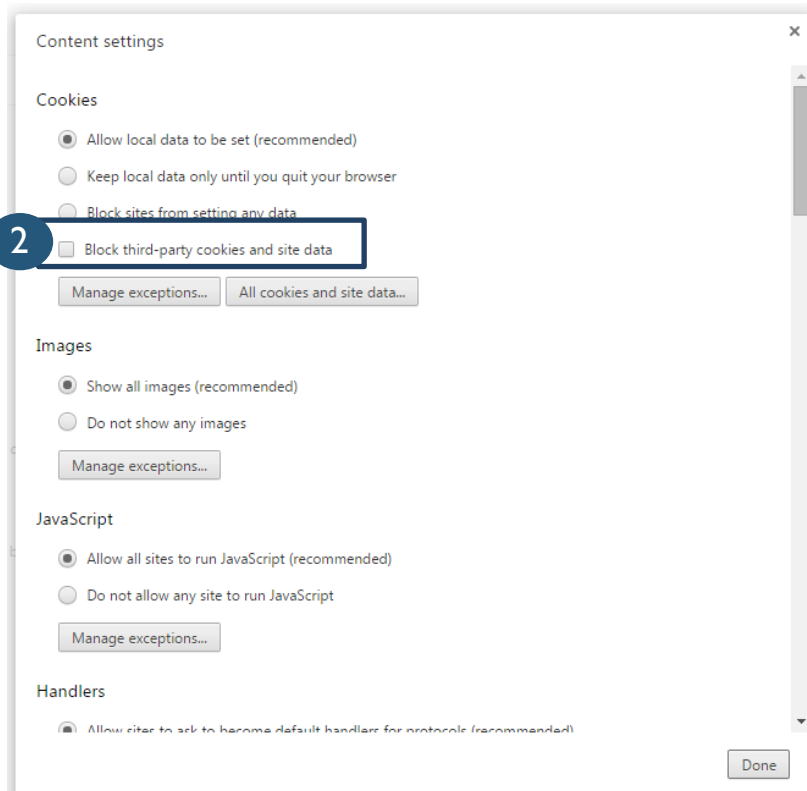 Content settings
×
Cookies
Allow local data to be set (recommended)
Keep local data only until you quit your browser
Block sites from setting any data
2
Block third-party cookies and site data
Manage exceptions... All cookies and site data...
Images
Show all images (recommended)
Do not show any images
Manage exceptions...
JavaScript
Allow all sites to run JavaScript (recommended)
Do not allow any site to run JavaScript
Manage exceptions...
Handlers
Allow sites to ask to become default handlers for protocols (recommended)
Done